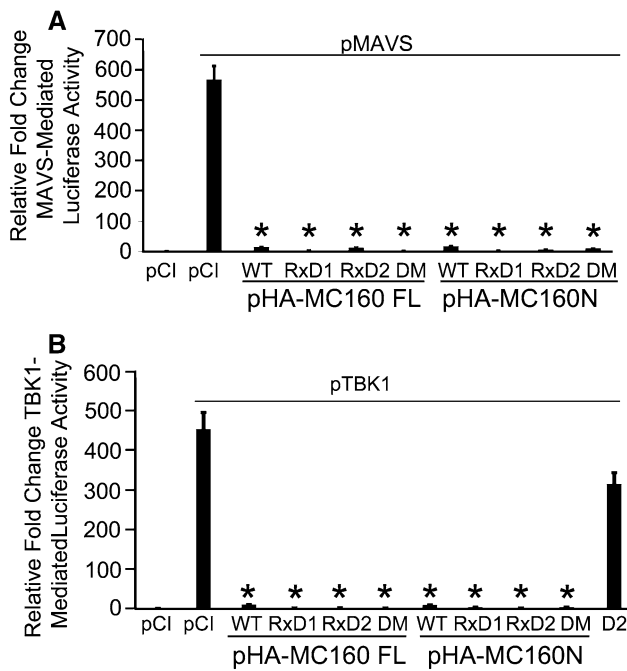 A
Relative Fold Change
MAVS-Mediated
Luciferase Activity
700
600
500
400
300
200
100
0
pMAVS
* * * * * * * *
pCI pCI WT RxD1 RxD2 DM WT RxD1 RxD2 DM
pHA-MC160 FL pHA-MC160N
B
Relative Fold Change TBK1-
MediatedLuciferase Activity
600
500
400
300
200
100
0
pTBK1
* * * * * * * *
pCI pCI WT RxD1 RxD2 DM WT RxD1 RxD2 DM D2
pHA-MC160 FL pHA-MC160N